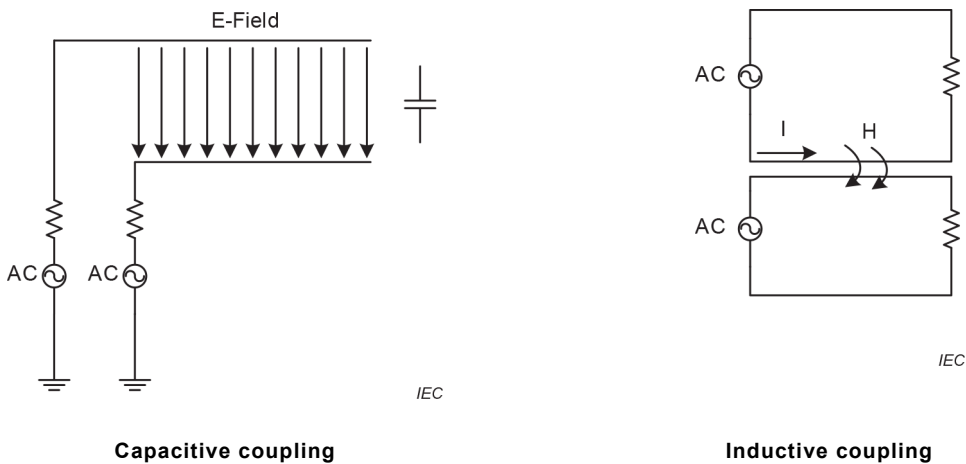 E-Field
AC
AC
IEC
Capacitive coupling
AC
I
H
AC
IEC
Inductive coupling